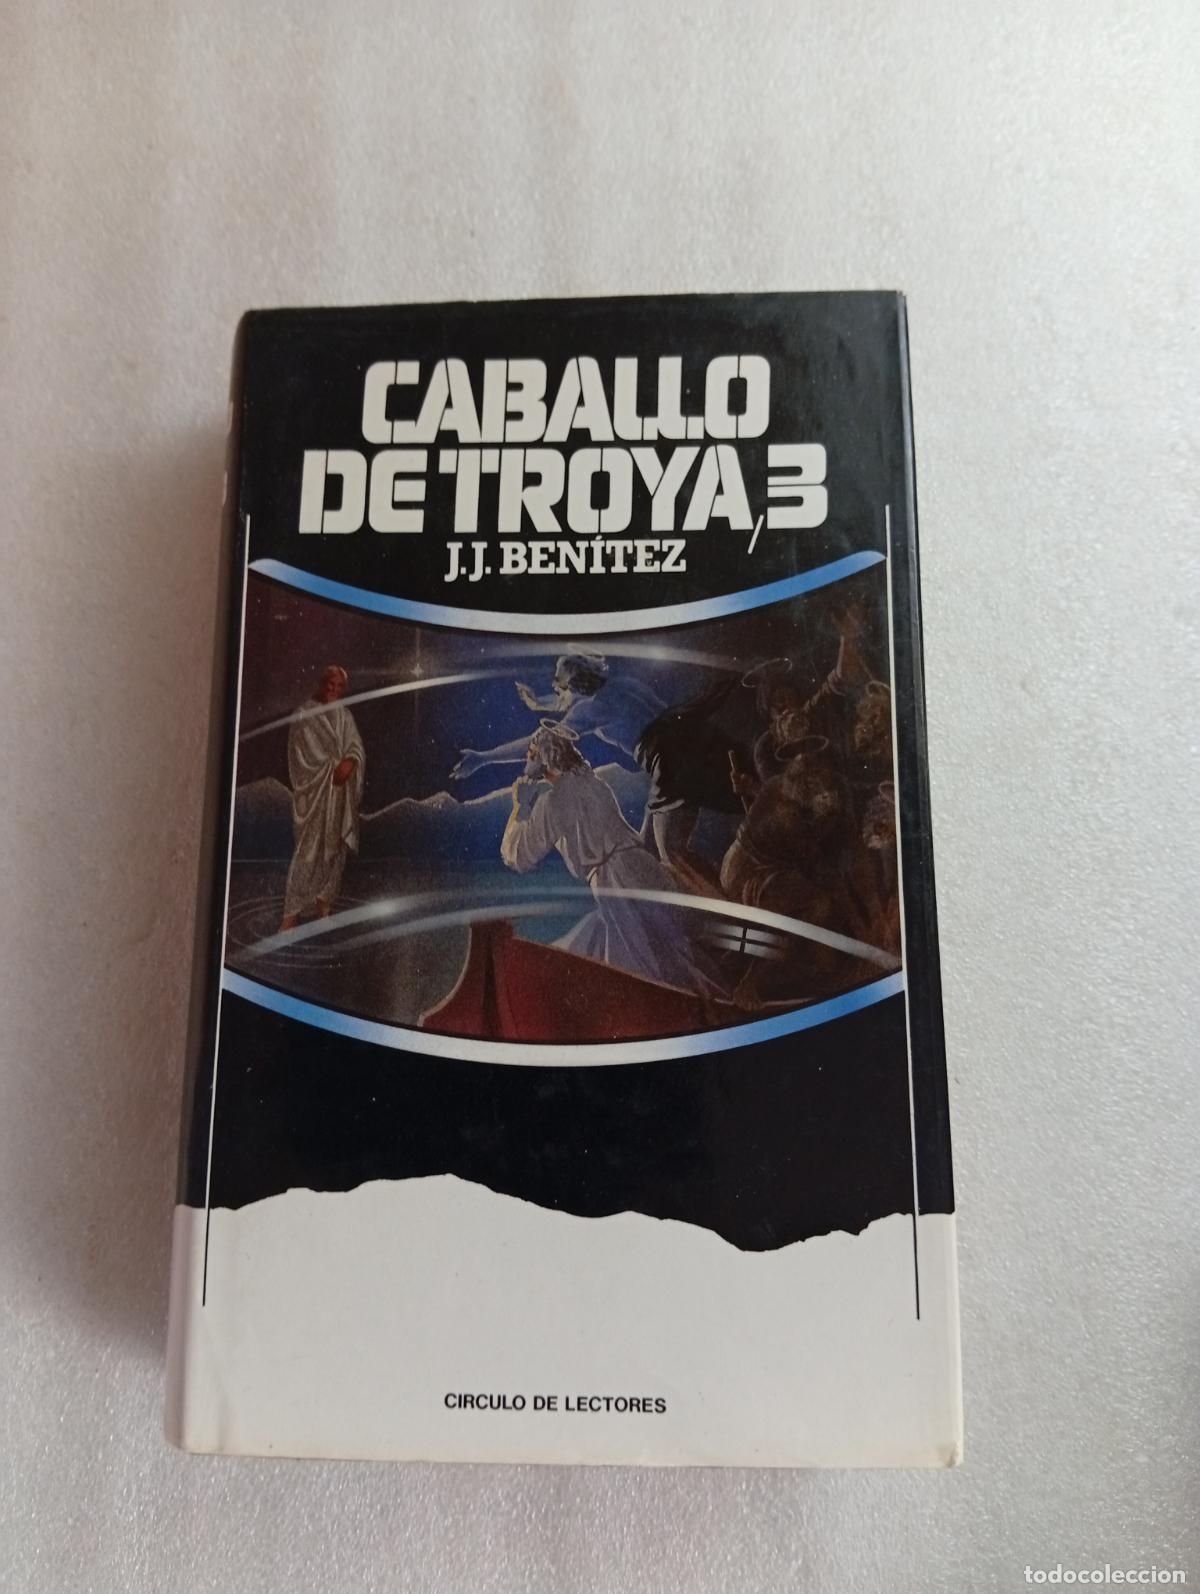 CABALLO
DE TROYA, 3
J.J. BENÍTEZ
CIRCULO DE LECTORES
todocoleccion